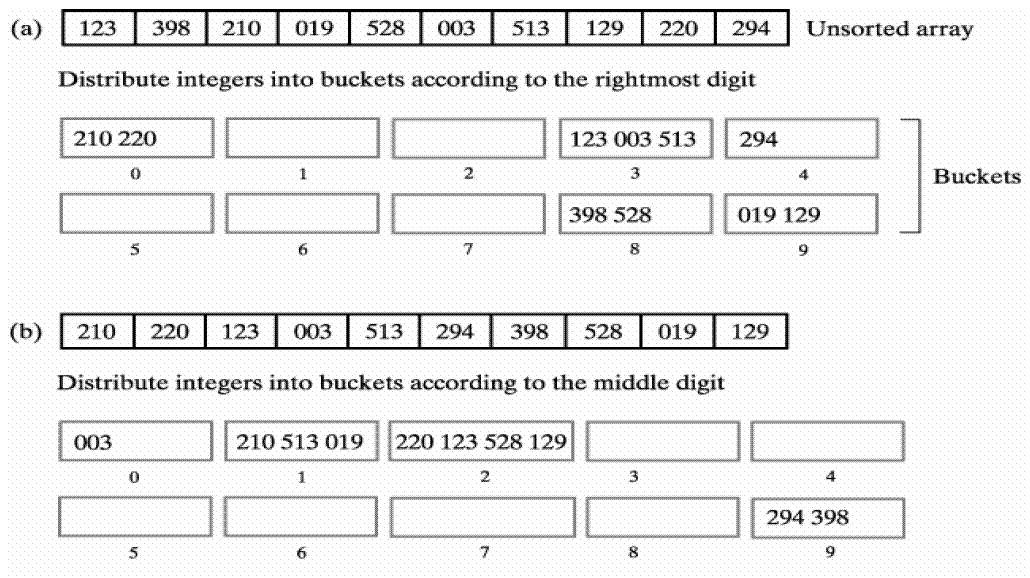 (a) 123 398 210 019 528 003 513 129 220 294 Unsorted array
Distribute integers into buckets according to the rightmost digit
210 220 123 003 513 294
0 1 2 3 4
Buckets
398 528 019 129
5 6 7 8 9
(b) 210 220 123 003 513 294 398 528 019 129
Distribute integers into buckets according to the middle digit
003 210 513 019 220 123 528 129
0 1 2 3 4
294 398
5 6 7 8 9